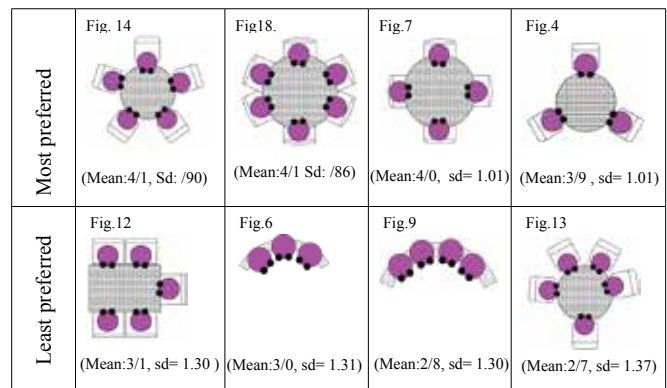 Most preferred
Fig. 14
Fig18.
Fig.7
Fig.4
(Mean:4/1, Sd: /90)
(Mean:4/1 Sd: /86)
(Mean:4/0, sd= 1.01)
(Mean:3/9 , sd= 1.01)
Least preferred
Fig.12
Fig.6
Fig.9
Fig.13
(Mean:3/1, sd= 1.30 )
(Mean:3/0, sd= 1.31)
(Mean:2/8, sd= 1.30)
(Mean:2/7, sd= 1.37)